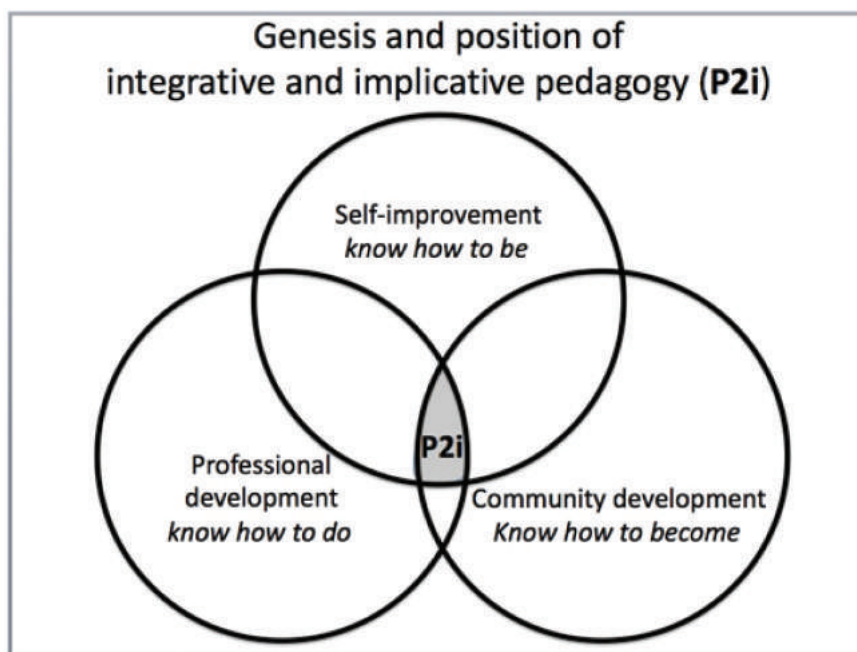 Genesis and position of
integrative and implicative pedagogy (P2i)
Self-improvement
know how to be
P2i
Professional
development
know how to do
Community development
Know how to become